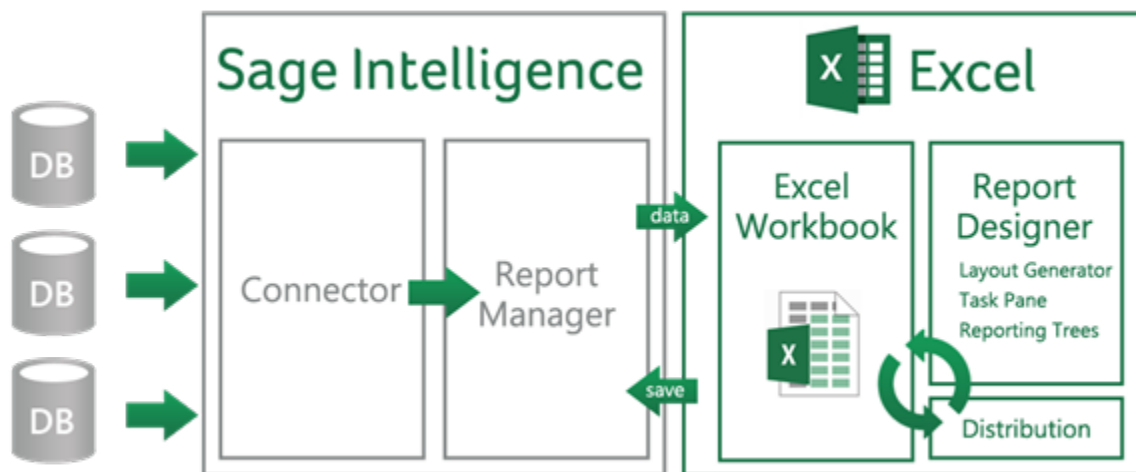 Sage Intelligence
DB
DB
DB
Connector
Report
Manager
data
save
X Excel
Excel
Workbook
X
Report
Designer
Layout Generator
Task Pane
Reporting Trees
Distribution